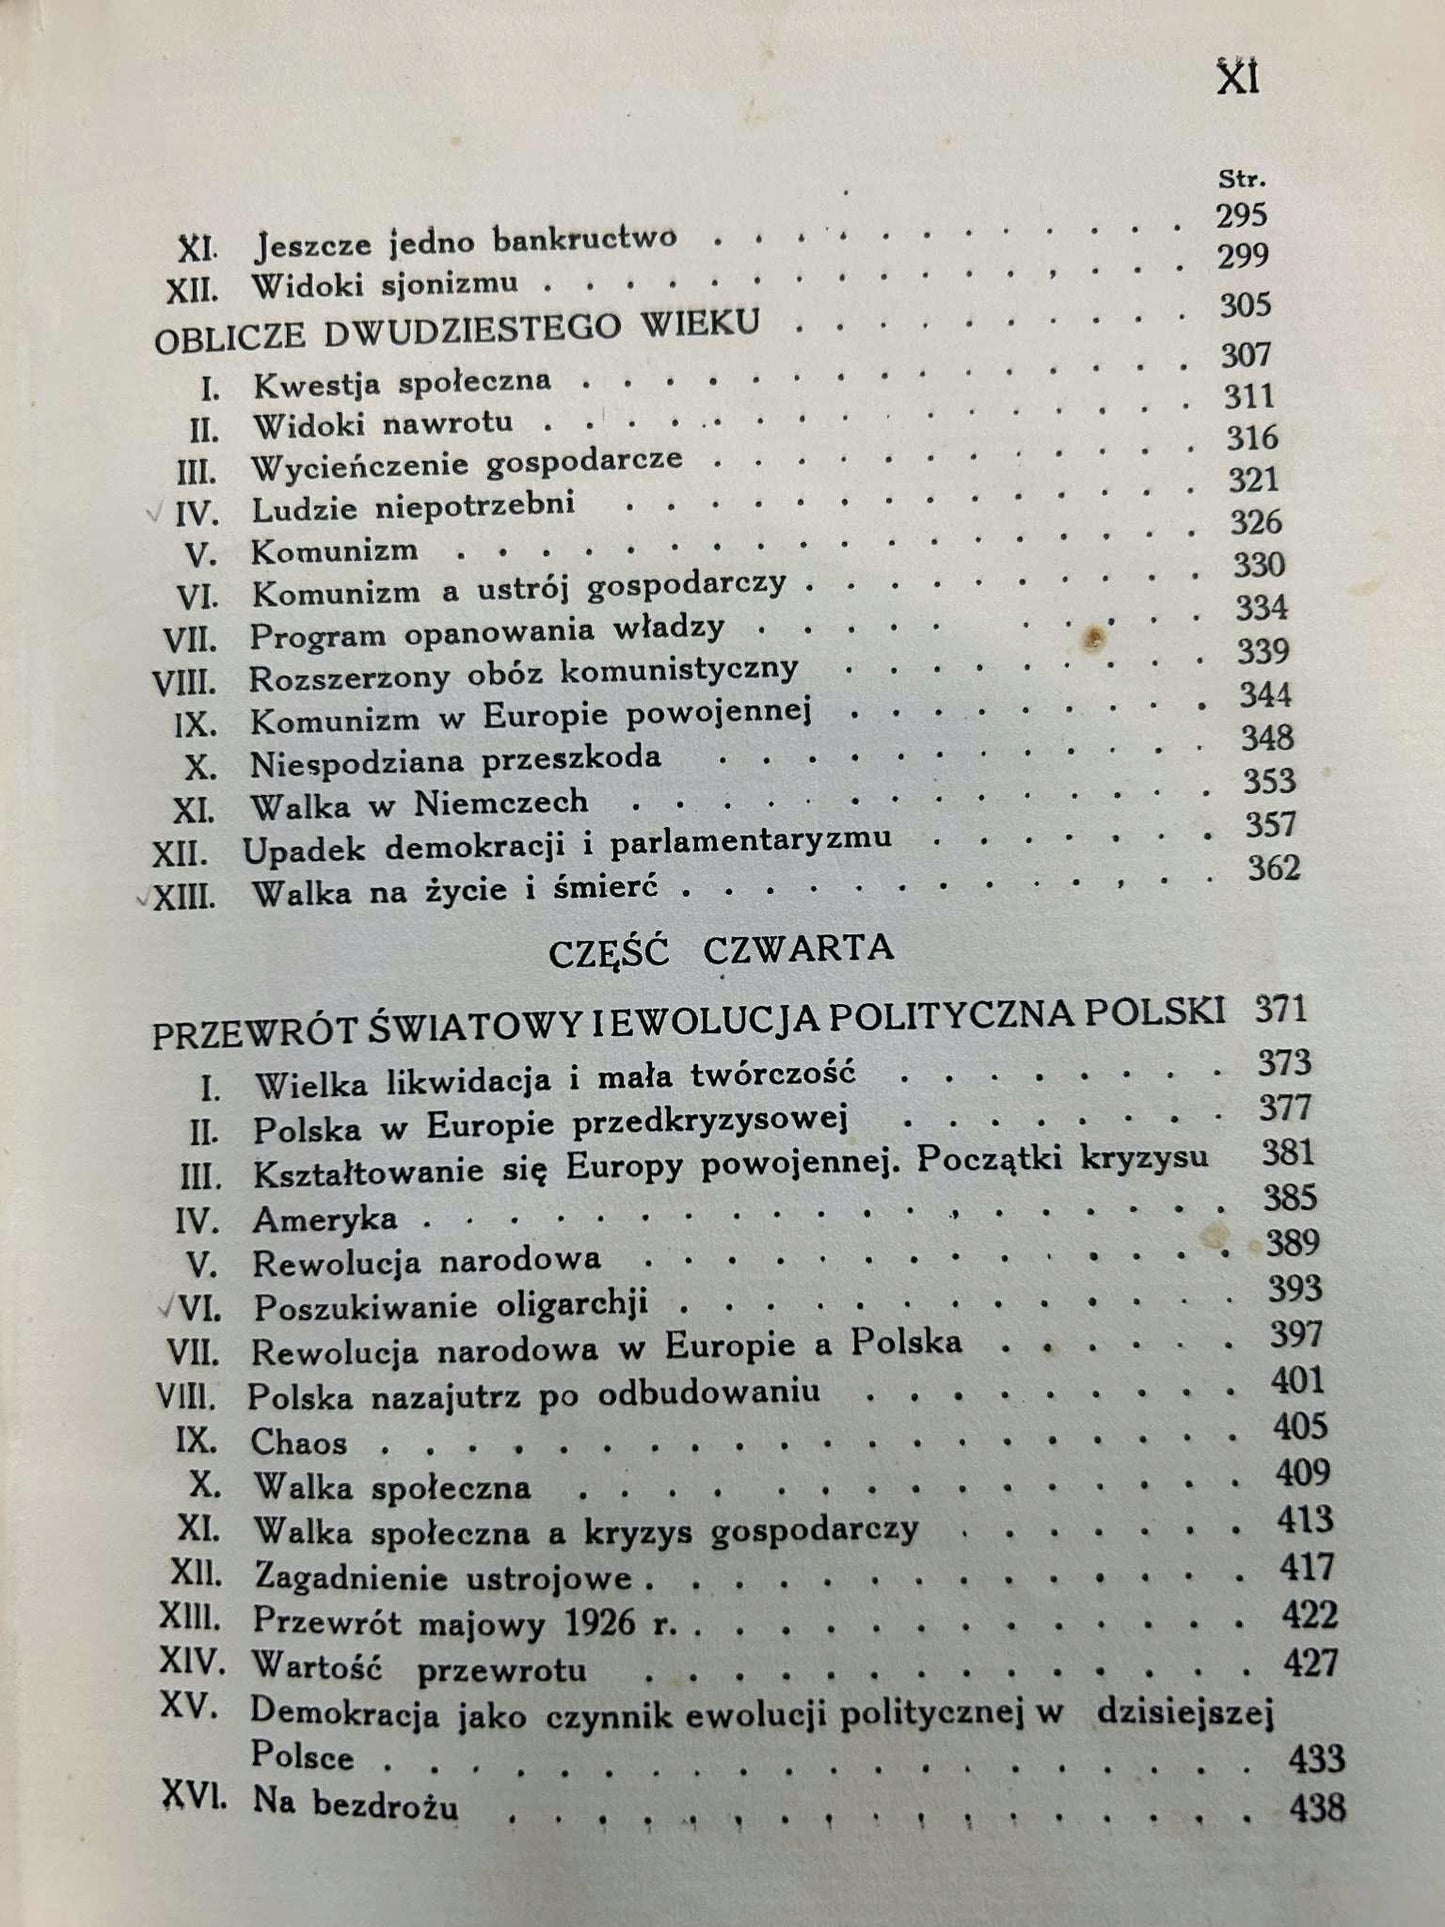 XI
Str.
XI. Jeszcze jedno bankructwo . . . . . . . . . . . 295
XII. Widoki sjonizmu . . . . . . . . . . . . . . . 299
OBLICZE DWUDZIESTEGO WIEKU . . . . . . . . . . 305
I. Kwestja społeczna . . . . . . . . . . . . . . . 307
II. Widoki nawrotu . . . . . . . . . . . . . . . . 311
III. Wycieńczenie gospodarcze . . . . . . . . . . . . 316
IV. Ludzie niepotrzebni . . . . . . . . . . . . . . 321
V. Komunizm . . . . . . . . . . . . . . . . . . 326
VI. Komunizm a ustrój gospodarczy . . . . . . . . . . 330
VII. Program opanowania władzy . . . . . . . . . . 334
VIII. Rozszerzony obóz komunistyczny . . . . . . . . . 339
IX. Komunizm w Europie powojennej . . . . . . . . . 344
X. Niespodziana przeszkoda . . . . . . . . . . . . 348
XI. Walka w Niemczech . . . . . . . . . . . . . . 353
XII. Upadek demokracji i parlamentaryzmu . . . . . . . 357
XIII. Walka na życie i śmierć . . . . . . . . . . . . . 362
CZĘŚĆ CZWARTA
PRZEWRÓT ŚWIATOWY I EWOLUCJA POLITYCZNA POLSKI 371
I. Wielka likwidacja i mała twórczość . . . . . . . . 373
II. Polska w Europie przedkryzysowej . . . . . . . . 377
III. Kształtowanie się Europy powojennej. Początki kryzysu 381
IV. Ameryka . . . . . . . . . . . . . . . . . . . 385
V. Rewolucja narodowa . . . . . . . . . . . . . . 389
VI. Poszukiwanie oligarchji . . . . . . . . . . . . . 393
VII. Rewolucja narodowa w Europie a Polska . . . . . . 397
VIII. Polska nazajutrz po odbudowaniu . . . . . . . . . 401
IX. Chaos . . . . . . . . . . . . . . . . . . . . 405
X. Walka społeczna . . . . . . . . . . . . . . . 409
XI. Walka społeczna a kryzys gospodarczy . . . . . . . 413
XII. Zagadnienie ustrojowe . . . . . . . . . . . . . . 417
XIII. Przewrót majowy 1926 r. . . . . . . . . . . . . . 422
XIV. Wartość przewrotu . . . . . . . . . . . . . . 427
XV. Demokracja jako czynnik ewolucji politycznej w dzisiejszej
Polsce . . . . . . . . . . . . . . . . . . . . 433
XVI. Na bezdrożu . . . . . . . . . . . . . . . . . 438